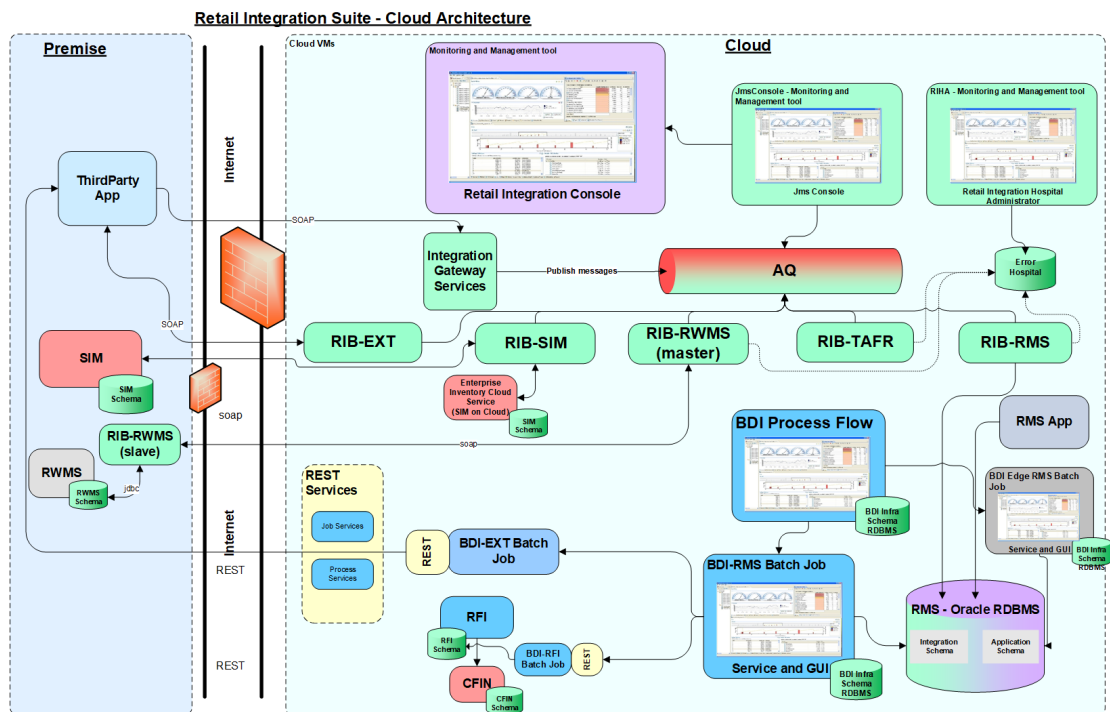 Retail Integration Suite - Cloud Architecture
Premise
Cloud VMs
Cloud
Monitoring and Management tool
Retail Integration Console
JmsConsole - Monitoring and
Management tool
Jms Console
RIHA - Monitoring and Management tool
Retail Integration Hospital
Administrator
Internet
ThirdParty
App
SOAP
Integration
Gateway
Services
Publish messages
AQ
Error
Hospital
SOAP
RIB-EXT
RIB-SIM
RIB-RWMS
(master)
RIB-TAFR
RIB-RMS
SIM
SIM
Schema
soap
Enterprise
Inventory Cloud
Service
(SIM on Cloud)
SIM
Schema
RIB-RWMS
(slave)
soap
RWMS
RWMS
Schema
jdbc
BDI Process Flow
BDI Infra
Schema
RDBMS
RMS App
BDI Edge RMS Batch
Job
Service and GUI
BDI Infra
Schema
RDBMS
REST
Services
Job Services
Process
Services
Internet
REST
REST
REST
BDI-EXT Batch
Job
BDI-RMS Batch Job
Service and GUI
BDI Infra
Schema
RDBMS
RMS - Oracle RDBMS
Integration
Schema
Application
Schema
RFI
RFI
Schema
BDI-RFI
Batch Job
REST
CFIN
CFIN
Schema